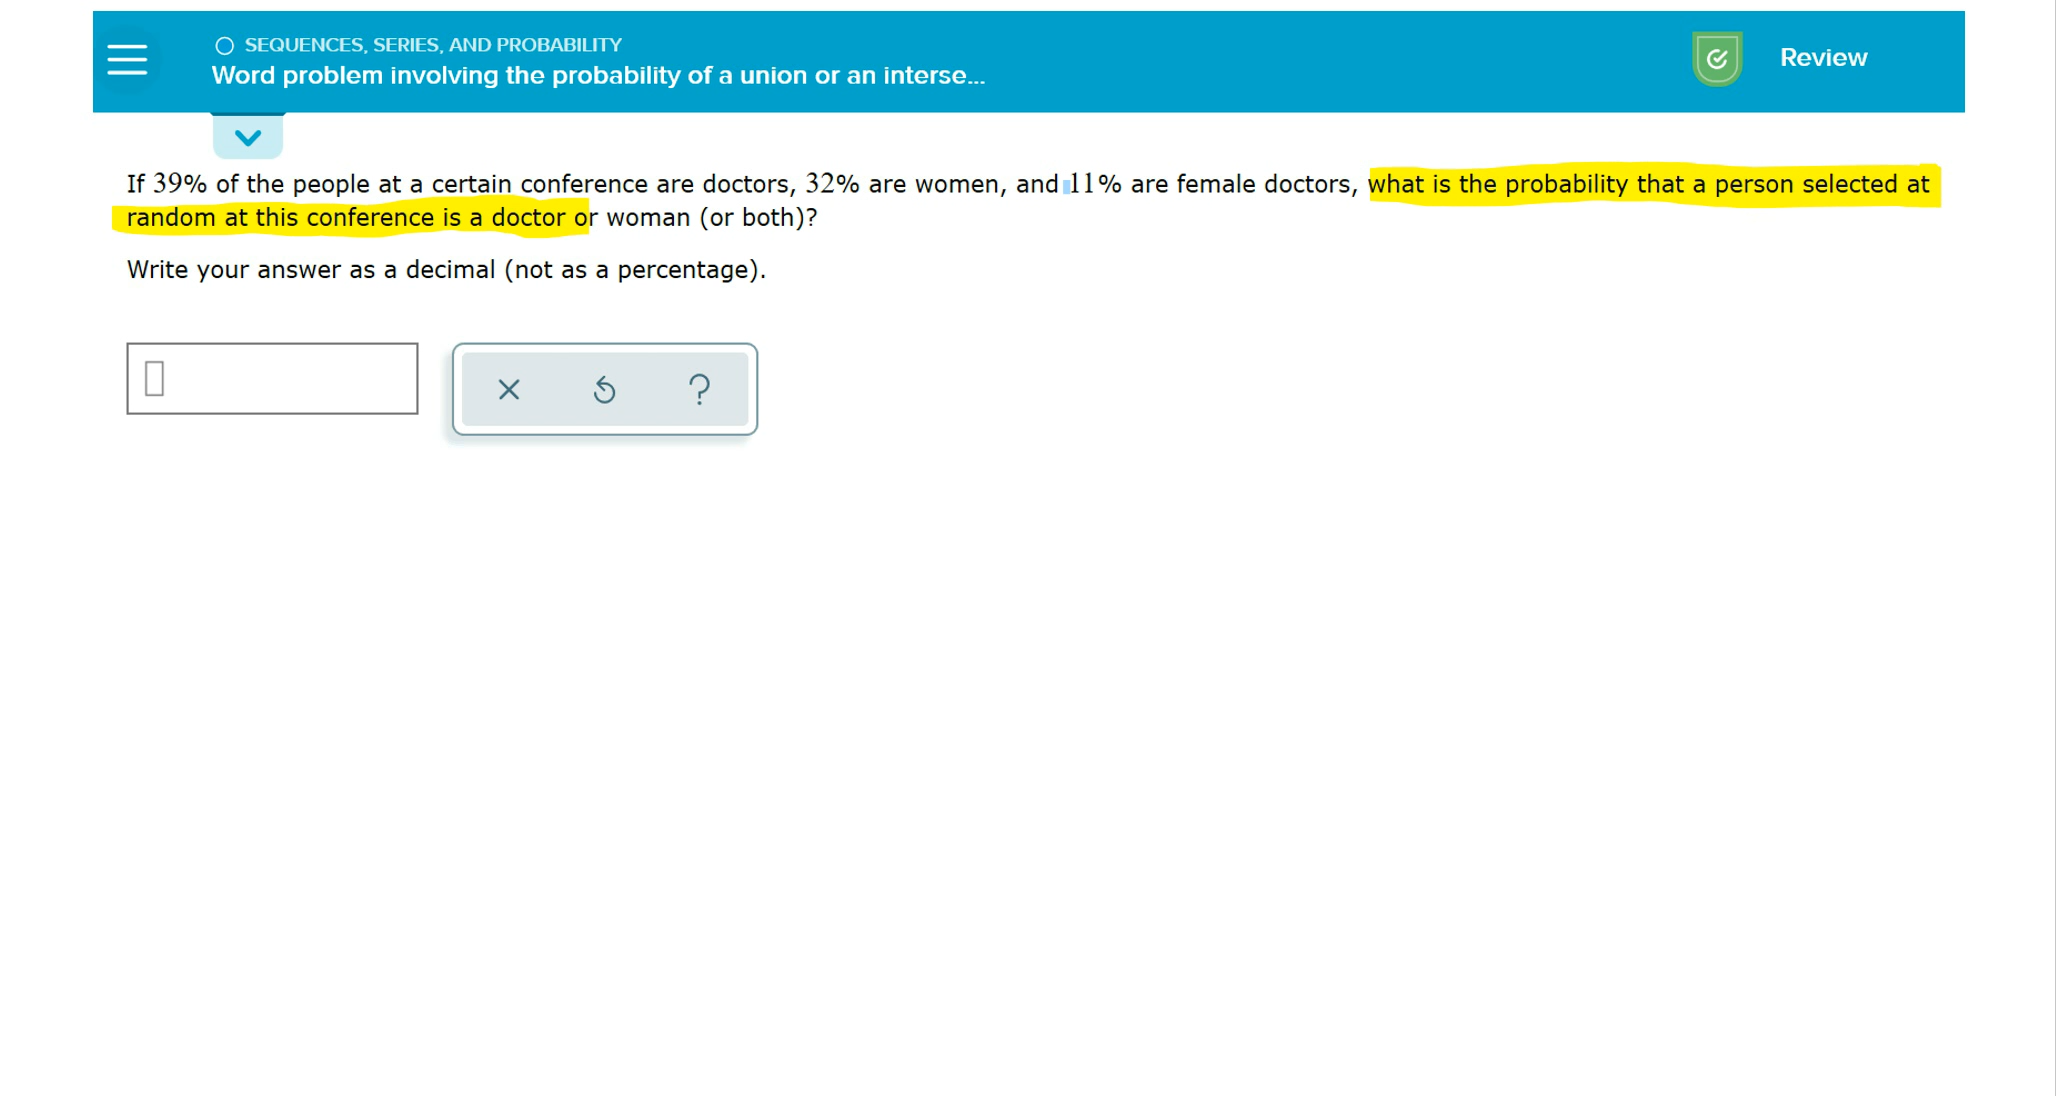 SEQUENCES, SERIES, AND PROBABILITY
Word problem involving the probability of a union or an interse...
Review
If 39% of the people at a certain conference are doctors, 32% are women, and 11% are female doctors, what is the probability that a person selected at
random at this conference is a doctor or woman (or both)?
Write your answer as a decimal (not as a percentage).
?